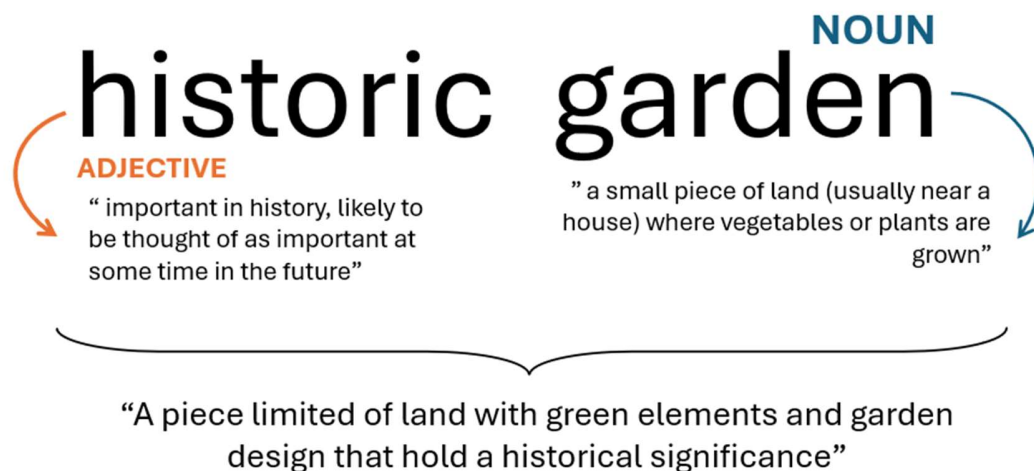 NOUN
historic garden
ADJECTIVE
“ important in history, likely to
be thought of as important at
some time in the future”
” a small piece of land (usually near a
house) where vegetables or plants are
grown”
“A piece limited of land with green elements and garden
design that hold a historical significance”